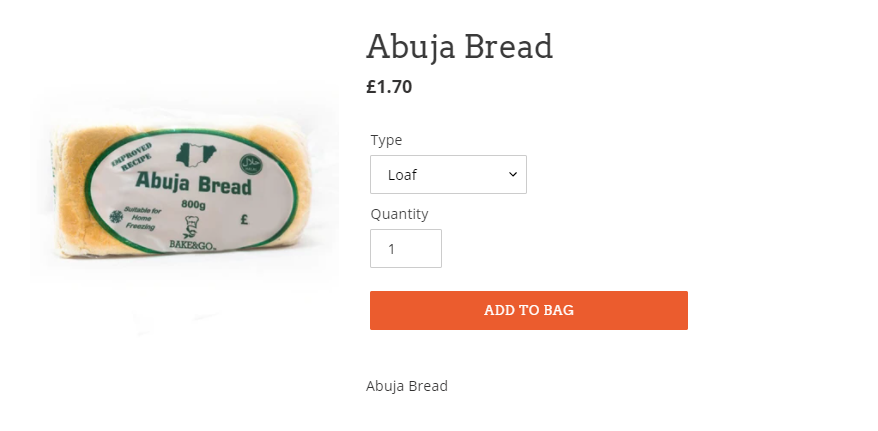 Abuja Bread
£1.70
IMPROVED
RECIPE
حلال
Abuja Bread
800g
Suitable for
Home
Freezing
£
BAKE&GO
Type
Loaf
Quantity
1
ADD TO BAG
Abuja Bread